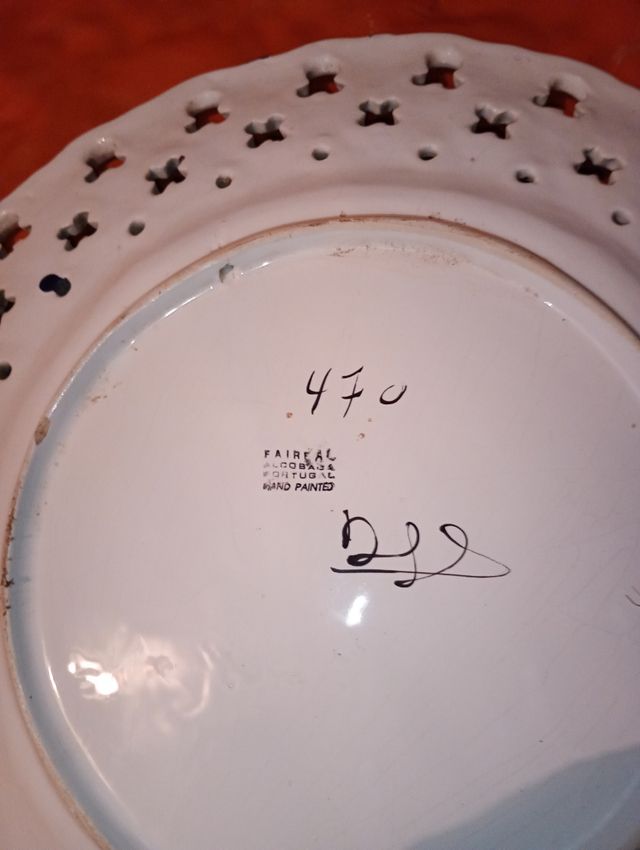 470
FAIREAL
ALCOBAÇA
PORTUGAL
HAND PAINTED